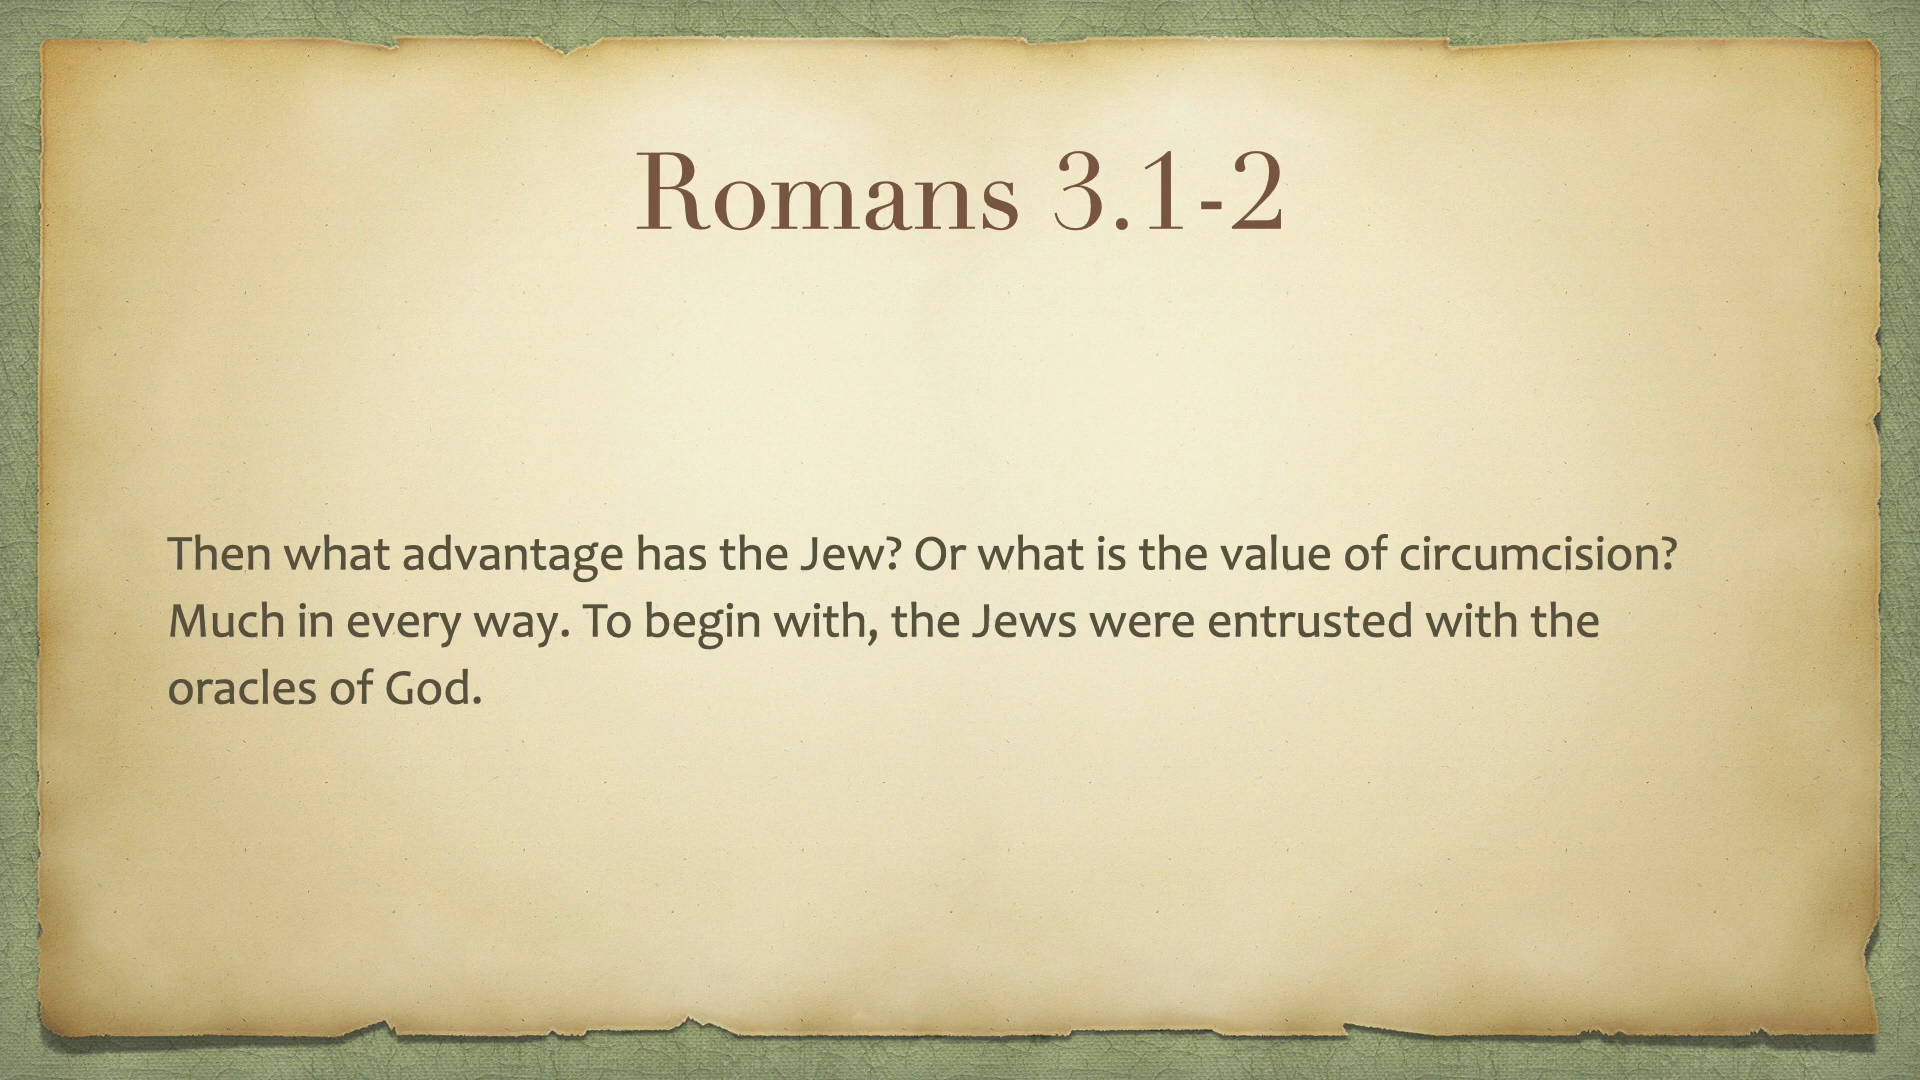 Romans 3.1-2
Then what advantage has the Jew? Or what is the value of circumcision?
Much in every way. To begin with, the Jews were entrusted with the
oracles of God.